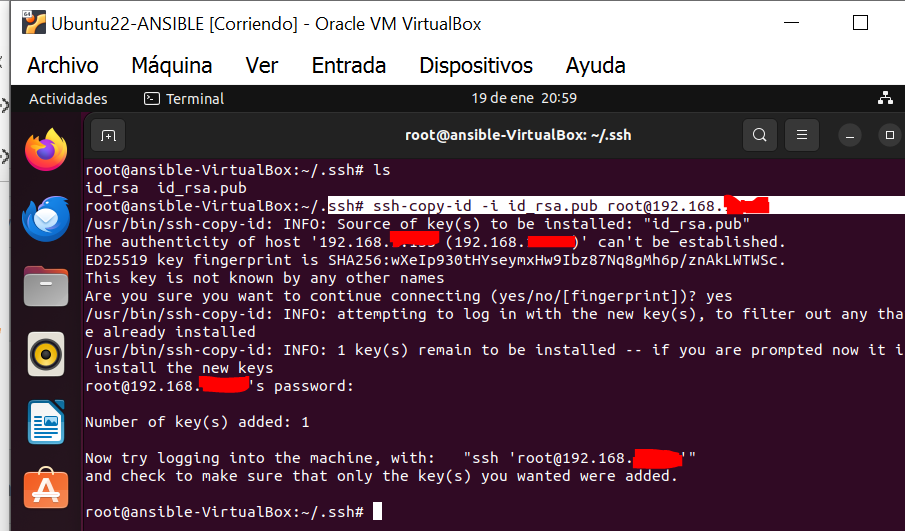 Ubuntu22-ANSIBLE [Corriendo] - Oracle VM VirtualBox
Archivo Máquina Ver Entrada Dispositivos Ayuda
Actividades Terminal 19 de ene 20:59
root@ansible-VirtualBox: ~/.ssh
root@ansible-VirtualBox:~/.ssh# ls
id_rsa id_rsa.pub
root@ansible-VirtualBox:~/.ssh# ssh-copy-id -i id_rsa.pub root@192.168.
/usr/bin/ssh-copy-id: INFO: Source of key(s) to be installed: "id_rsa.pub"
The authenticity of host '192.168. (192.168. )' can't be established.
ED25519 key fingerprint is SHA256:wXeIp930tHYseymxHw9Ibz87Nq8gMh6p/znAkLWTWSc.
This key is not known by any other names
Are you sure you want to continue connecting (yes/no/[fingerprint])? yes
/usr/bin/ssh-copy-id: INFO: attempting to log in with the new key(s), to filter out any tha
e already installed
/usr/bin/ssh-copy-id: INFO: 1 key(s) remain to be installed -- if you are prompted now it i
install the new keys
root@192.168. 's password:
Number of key(s) added: 1
Now try logging into the machine, with: "ssh 'root@192.168. '"
and check to make sure that only the key(s) you wanted were added.
root@ansible-VirtualBox:~/.ssh#